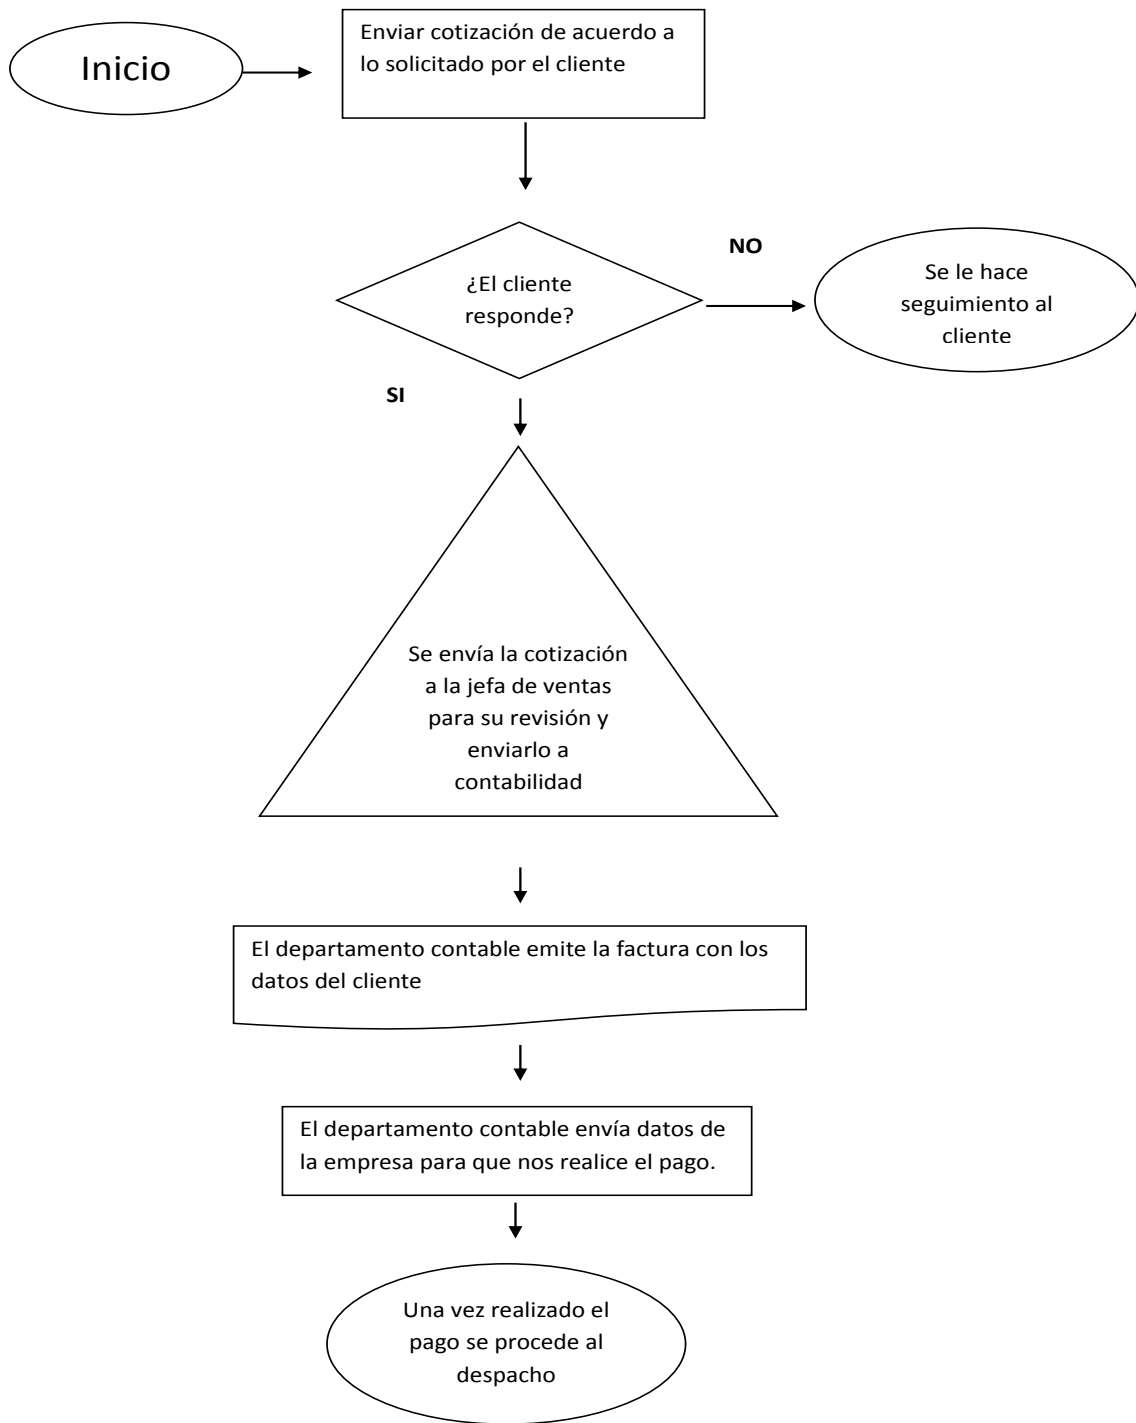 Inicio
Enviar cotización de acuerdo a
lo solicitado por el cliente
¿El cliente
responde?
NO
Se le hace
seguimiento al
cliente
SI
Se envía la cotización
a la jefa de ventas
para su revisión y
enviarlo a
contabilidad
El departamento contable emite la factura con los
datos del cliente
El departamento contable envía datos de
la empresa para que nos realice el pago.
Una vez realizado el
pago se procede al
despacho